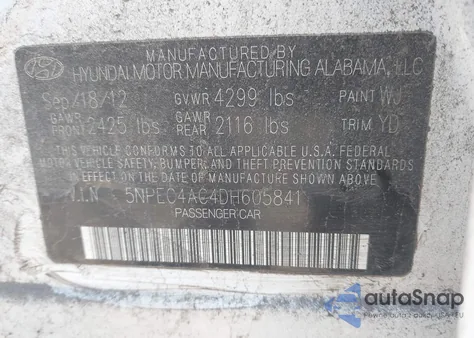 MANUFACTURED BY
HYUNDAI MOTOR MANUFACTURING ALABAMA, LLC
Sep/18/12 GVWR 4299 lbs PAINT WJ
GAWR FRONT 2425 lbs GAWR REAR 2116 lbs TRIM YD
THIS VEHICLE CONFORMS TO ALL APPLICABLE U.S.A. FEDERAL
MOTOR VEHICLE SAFETY, BUMPER, AND THEFT PREVENTION
STANDARDS IN EFFECT ON THE DATE OF MANUFACTURE SHOWN ABOVE.
V.I.N 5NPEC4AC4DH605841
PASSENGER CAR
autoSnap